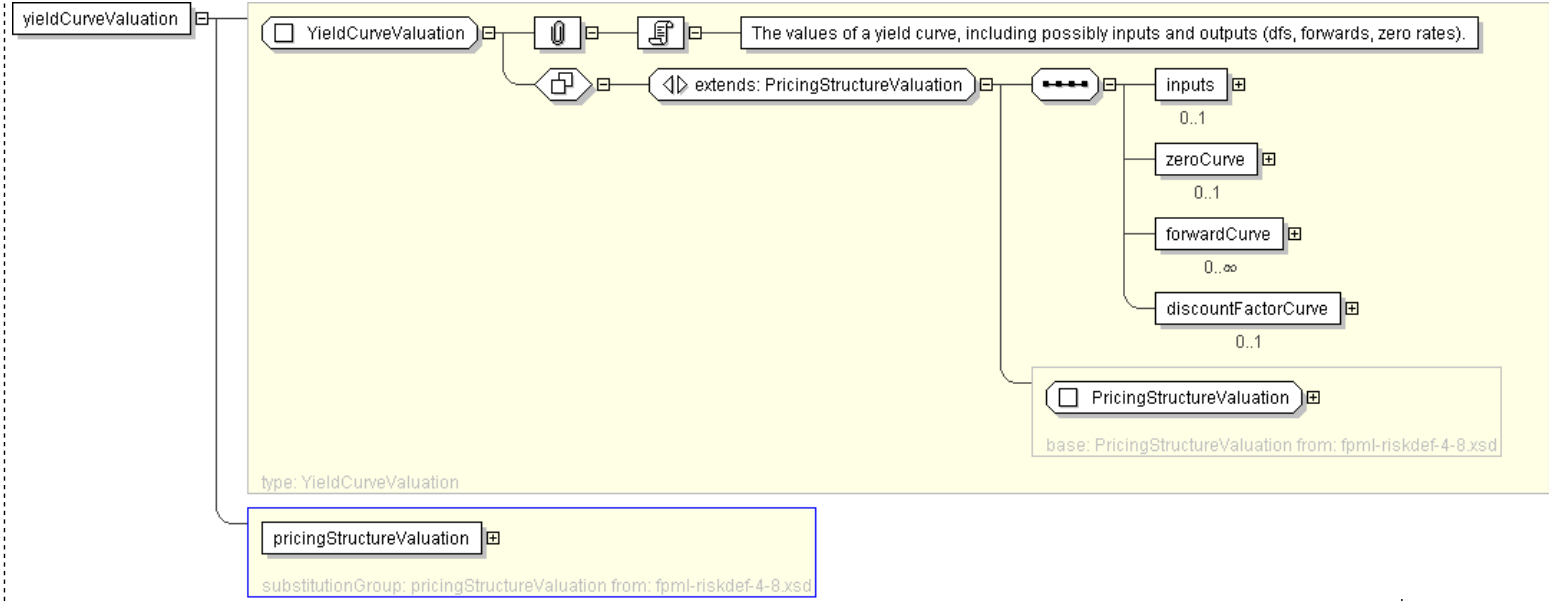 yieldCurveValuation
YieldCurveValuation
The values of a yield curve, including possibly inputs and outputs (dfs, forwards, zero rates).
extends: PricingStructureValuation
inputs
0..1
zeroCurve
0..1
forwardCurve
0..∞
discountFactorCurve
0..1
PricingStructureValuation
base: PricingStructureValuation from: fpml-riskdef-4-8.xsd
type: YieldCurveValuation
pricingStructureValuation
substitutionGroup: pricingStructureValuation from: fpml-riskdef-4-8.xsd